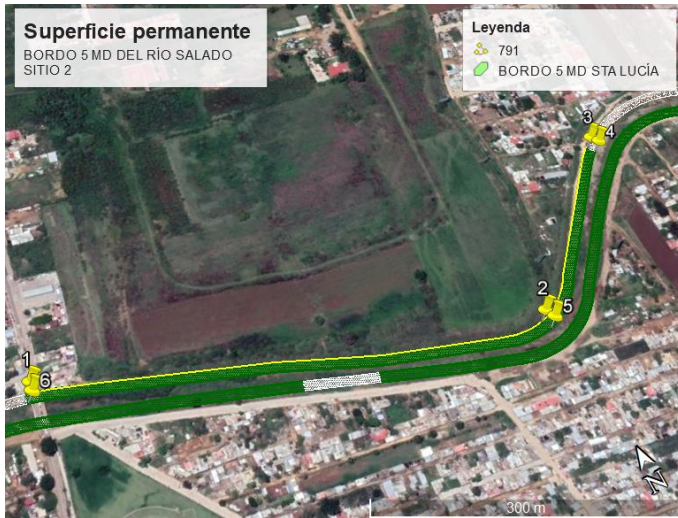 Superficie permanente
BORDO 5 MD DEL RÍO SALADO
SITIO 2
Leyenda
791
BORDO 5 MD STA LUCÍA
3
4
2
5
1
6
N
300 m